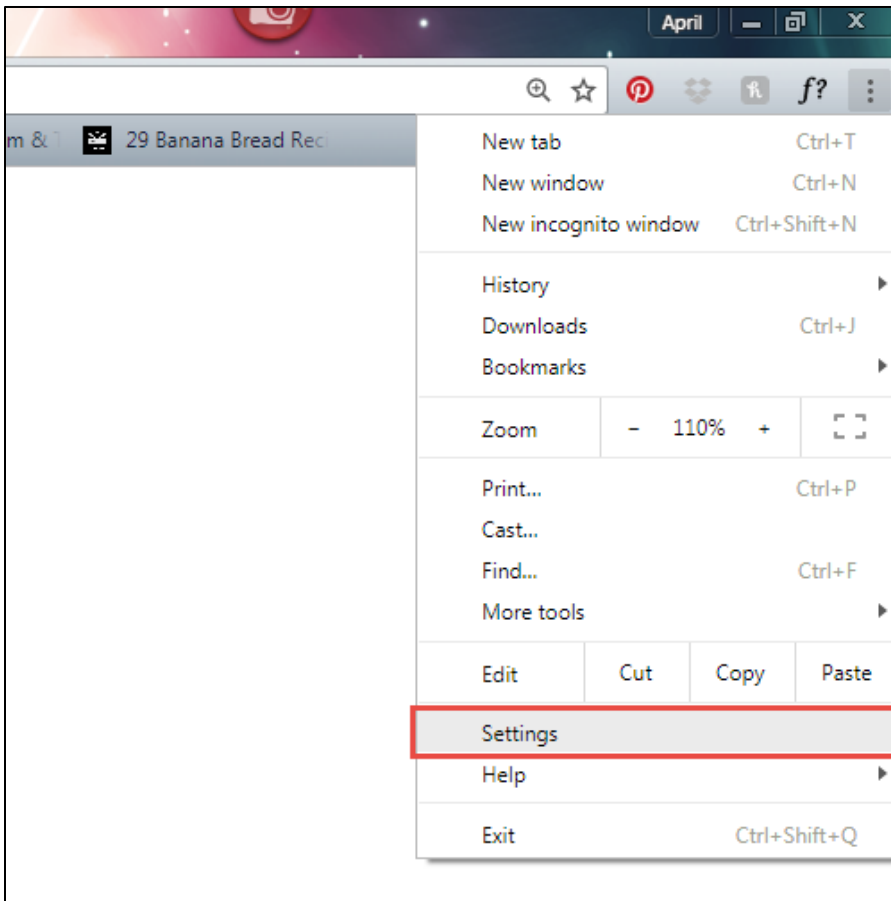 April
f?
m & T
29 Banana Bread Reci
New tab Ctrl+T
New window Ctrl+N
New incognito window Ctrl+Shift+N
History
Downloads Ctrl+J
Bookmarks
Zoom - 110% +
Print... Ctrl+P
Cast...
Find... Ctrl+F
More tools
Edit Cut Copy Paste
Settings
Help
Exit Ctrl+Shift+Q